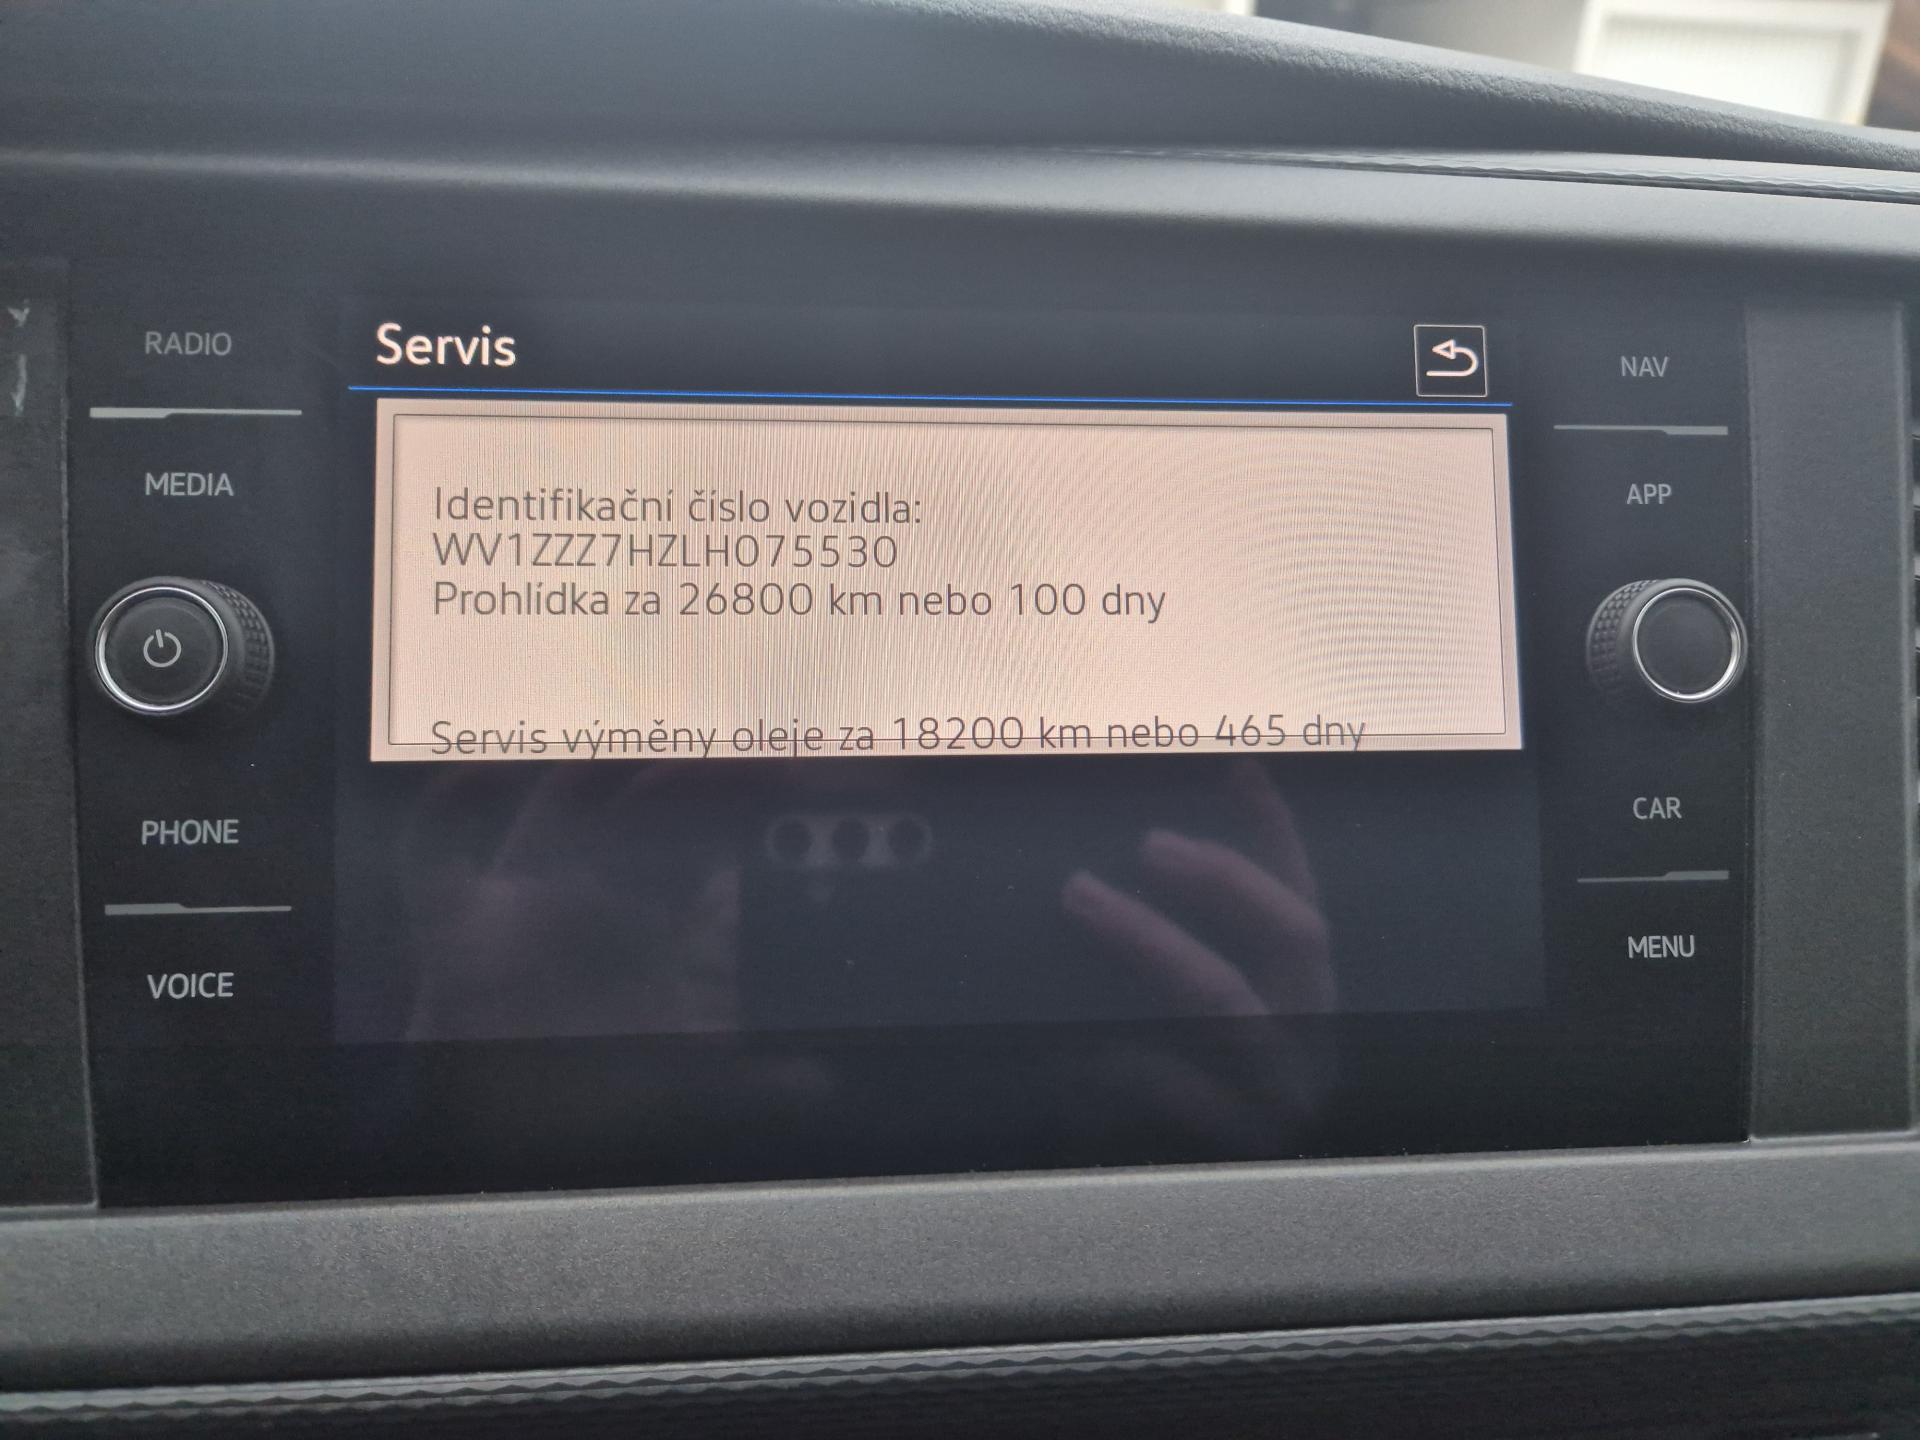 Servis
RADIO
MEDIA
PHONE
VOICE
Identifikační číslo vozidla:
WV1ZZZ7HZLH075530
Prohlídka za 26800 km nebo 100 dny
Servis výměny oleje za 18200 km nebo 465 dny
NAV
APP
CAR
MENU